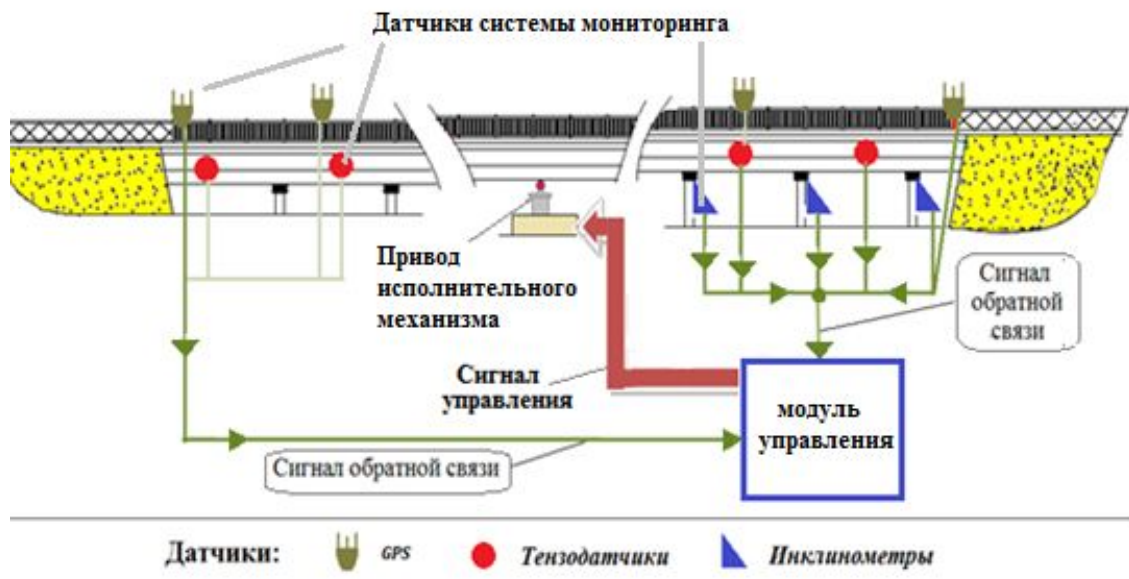 Датчики системы мониторинга
Привод
исполнительного
механизма
Сигнал
обратной
связи
Сигнал
управления
модуль
управления
Сигнал обратной связи
Датчики: GPS Тензодатчики Инклинометры